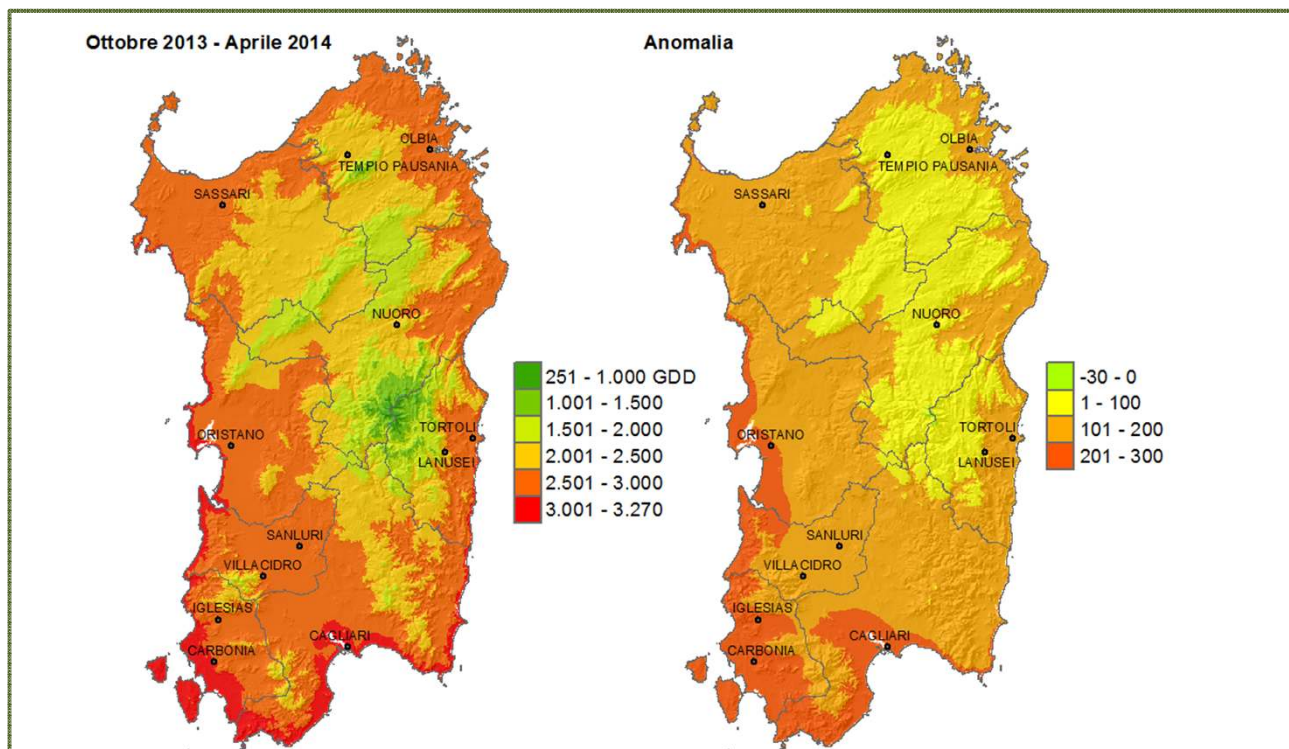 Ottobre 2013 - Aprile 2014
OLBIA
TEMPIO PAUSANIA
SASSARI
NUORO
TORTOLI
ORISTANO
LANUSEI
SANLURI
VILLACIDRO
IGLESIAS
CAGLIARI
CARBONIA
251 - 1.000 GDD
1.001 - 1.500
1.501 - 2.000
2.001 - 2.500
2.501 - 3.000
3.001 - 3.270
Anomalia
OLBIA
TEMPIO PAUSANIA
SASSARI
NUORO
TORTOLI
ORISTANO
LANUSEI
SANLURI
VILLACIDRO
IGLESIAS
CAGLIARI
CARBONIA
-30 - 0
1 - 100
101 - 200
201 - 300